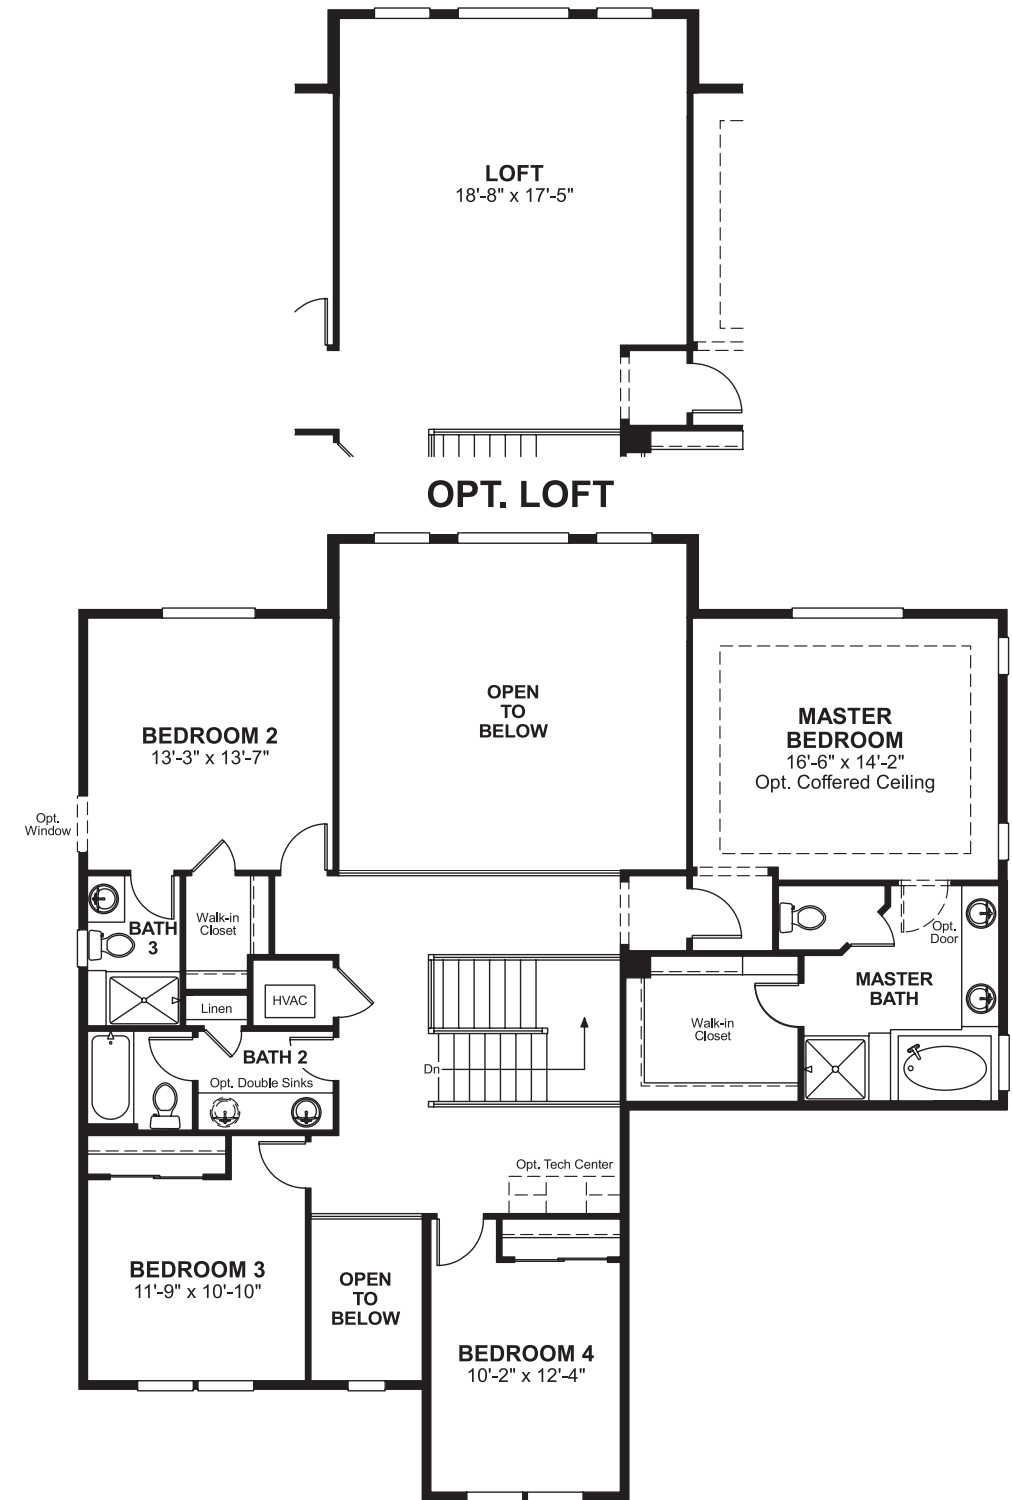 LOFT
18'-8" x 17'-5"
OPT. LOFT
OPEN
TO
BELOW
BEDROOM 2
13'-3" x 13'-7"
MASTER
BEDROOM
16'-6" x 14'-2"
Opt. Coffered Ceiling
Opt.
Window
Walk-in
Closet
BATH
3
Opt.
Door
MASTER
BATH
Linen
HVAC
Walk-in
Closet
BATH 2
Opt. Double Sinks
Dn
Opt. Tech Center
BEDROOM 3
11'-9" x 10'-10"
OPEN
TO
BELOW
BEDROOM 4
10'-2" x 12'-4"